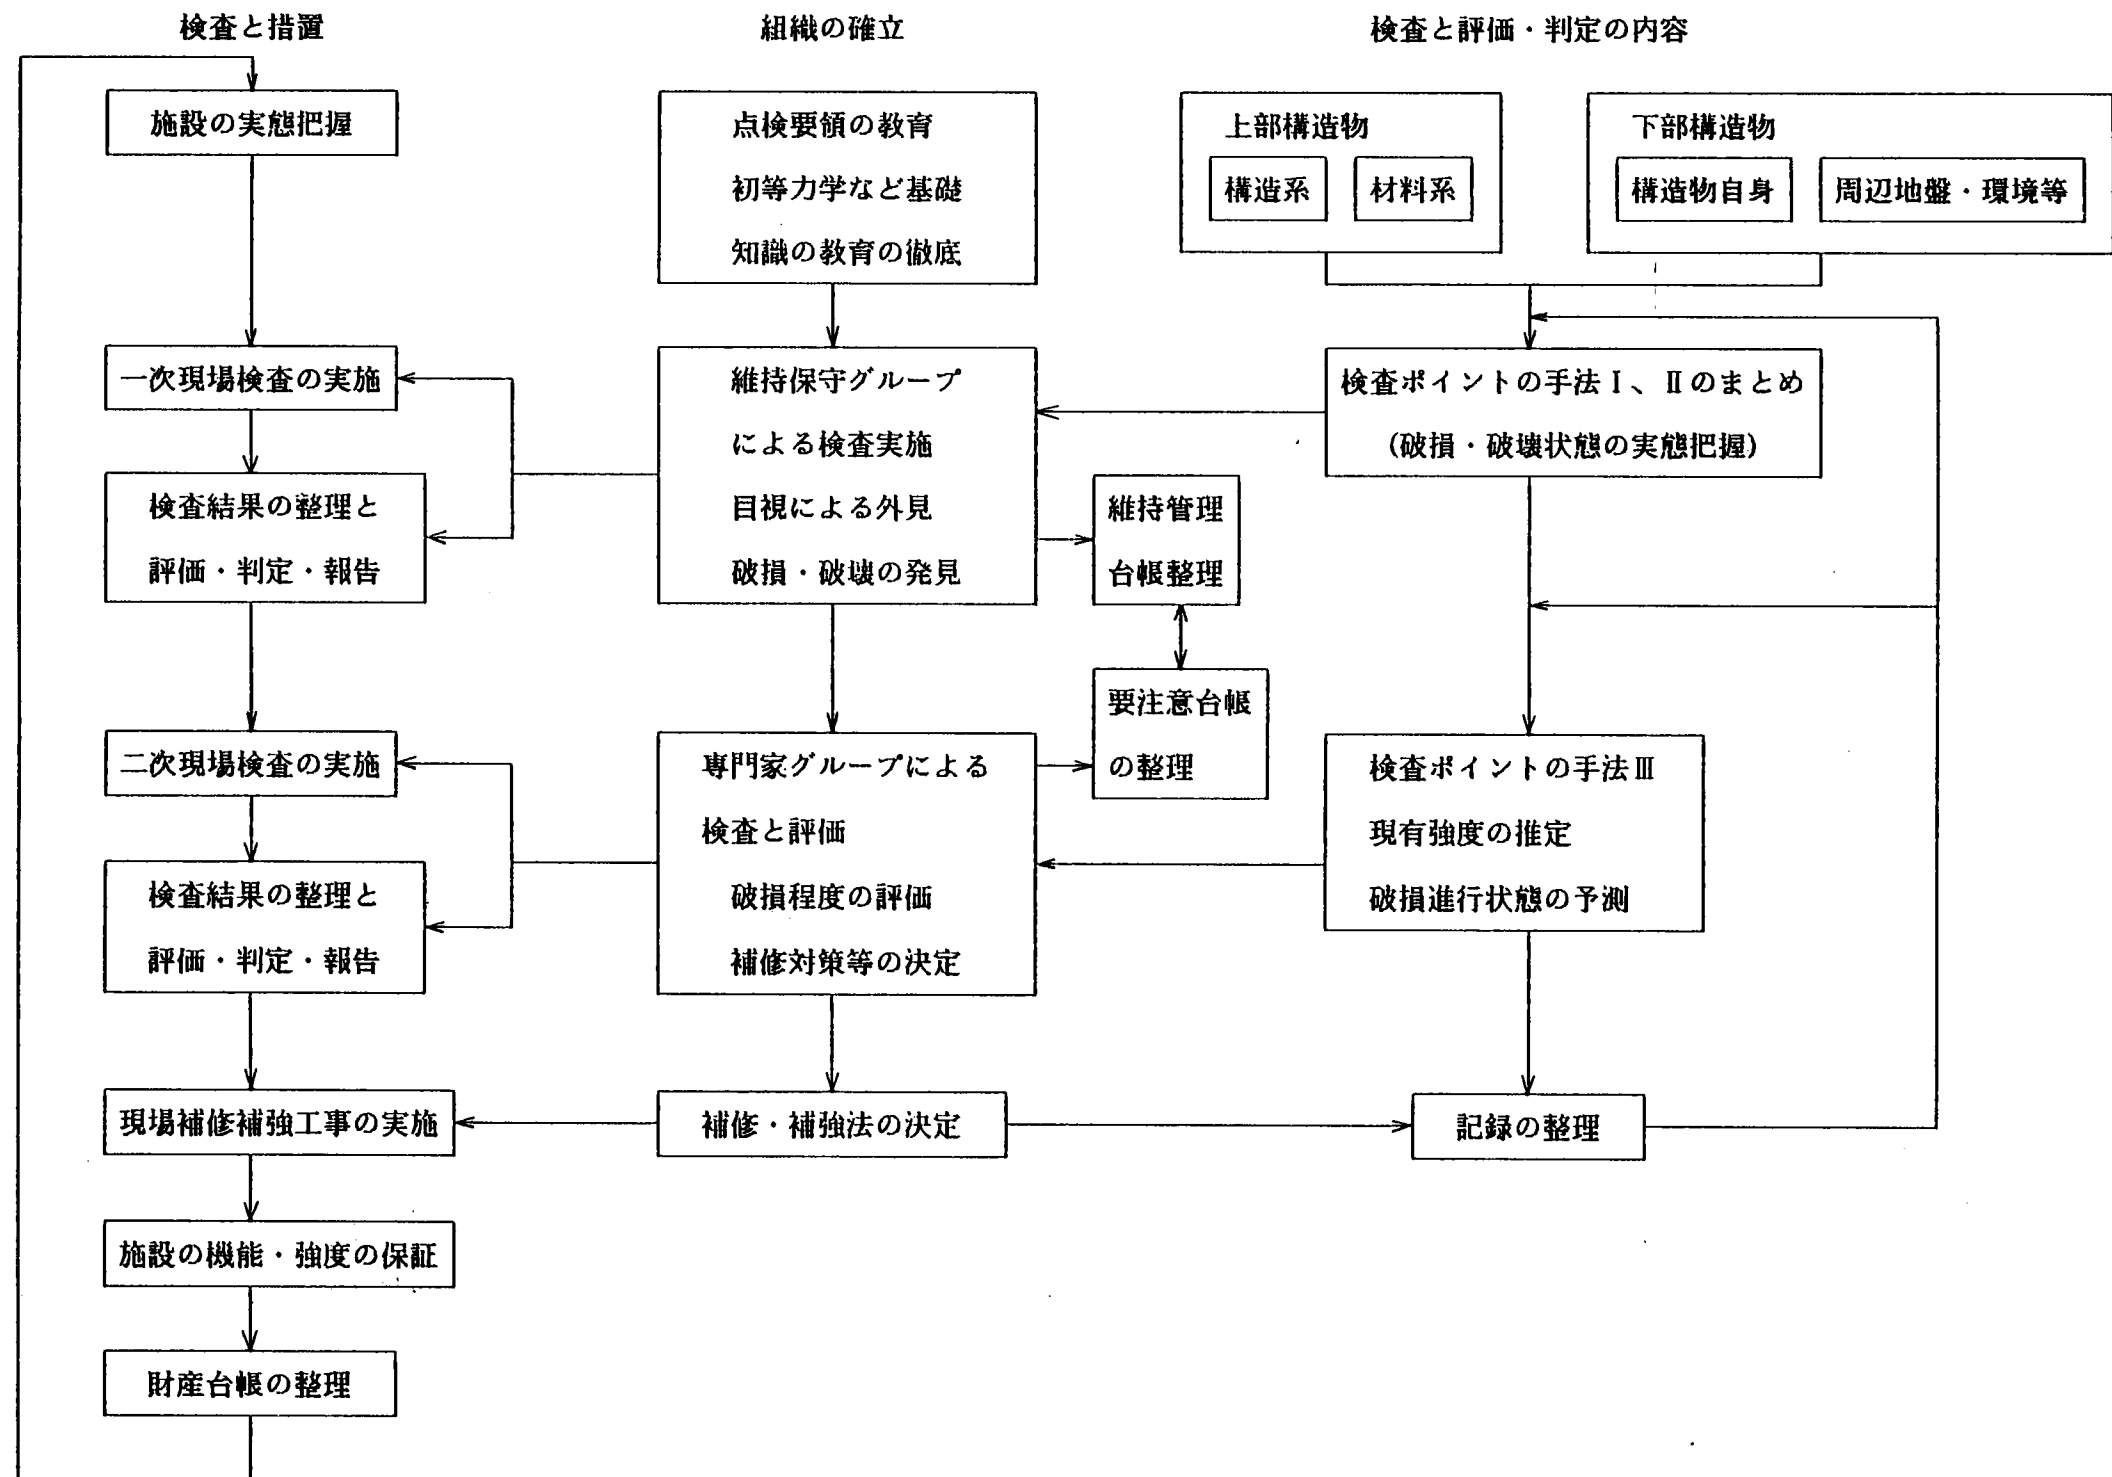 検査と措置
組織の確立
検査と評価・判定の内容
施設の実態把握
一次現場検査の実施
検査結果の整理と
評価・判定・報告
二次現場検査の実施
検査結果の整理と
評価・判定・報告
現場補修補強工事の実施
施設の機能・強度の保証
財産台帳の整理
点検要領の教育
初等力学など基礎
知識の教育の徹底
維持保守グループ
による検査実施
目視による外見
破損・破壊の発見
維持管理
台帳整理
要注意台帳
の整理
専門家グループによる
検査と評価
破損程度の評価
補修対策等の決定
補修・補強法の決定
上部構造物
構造系
材料系
下部構造物
構造物自身
周辺地盤・環境等
検査ポイントの手法Ⅰ、Ⅱのまとめ
(破損・破壊状態の実態把握)
検査ポイントの手法Ⅲ
現有強度の推定
破損進行状態の予測
記録の整理